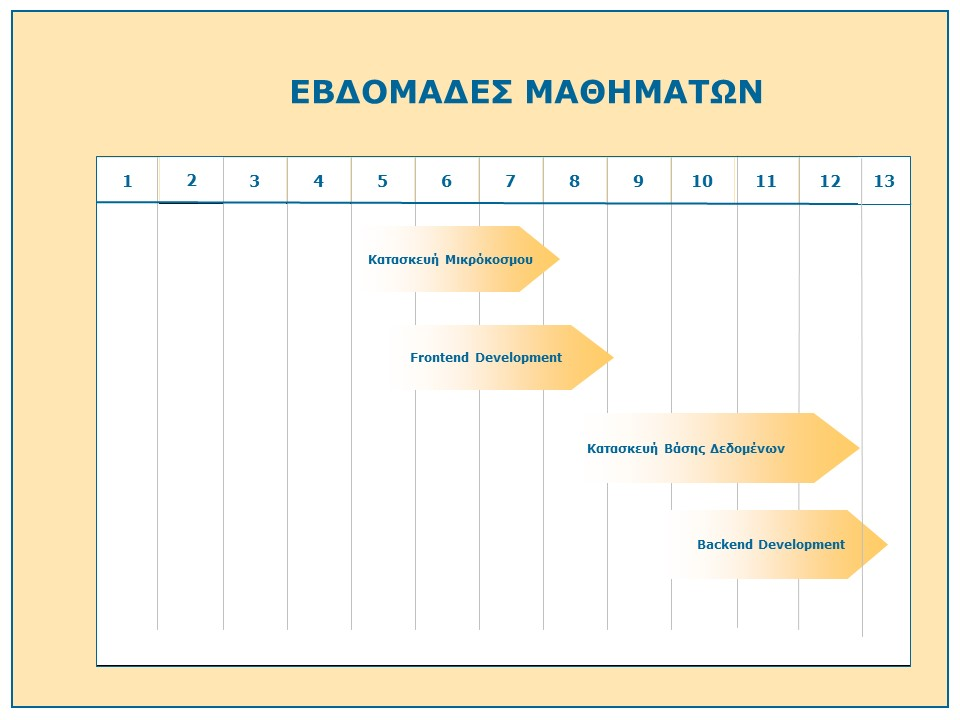 ΕΒΔΟΜΑΔΕΣ ΜΑΘΗΜΑΤΩΝ
1 2 3 4 5 6 7 8 9 10 11 12 13
Κατασκευή Μικρόκοσμου
Frontend Development
Κατασκευή Βάσης Δεδομένων
Backend Development